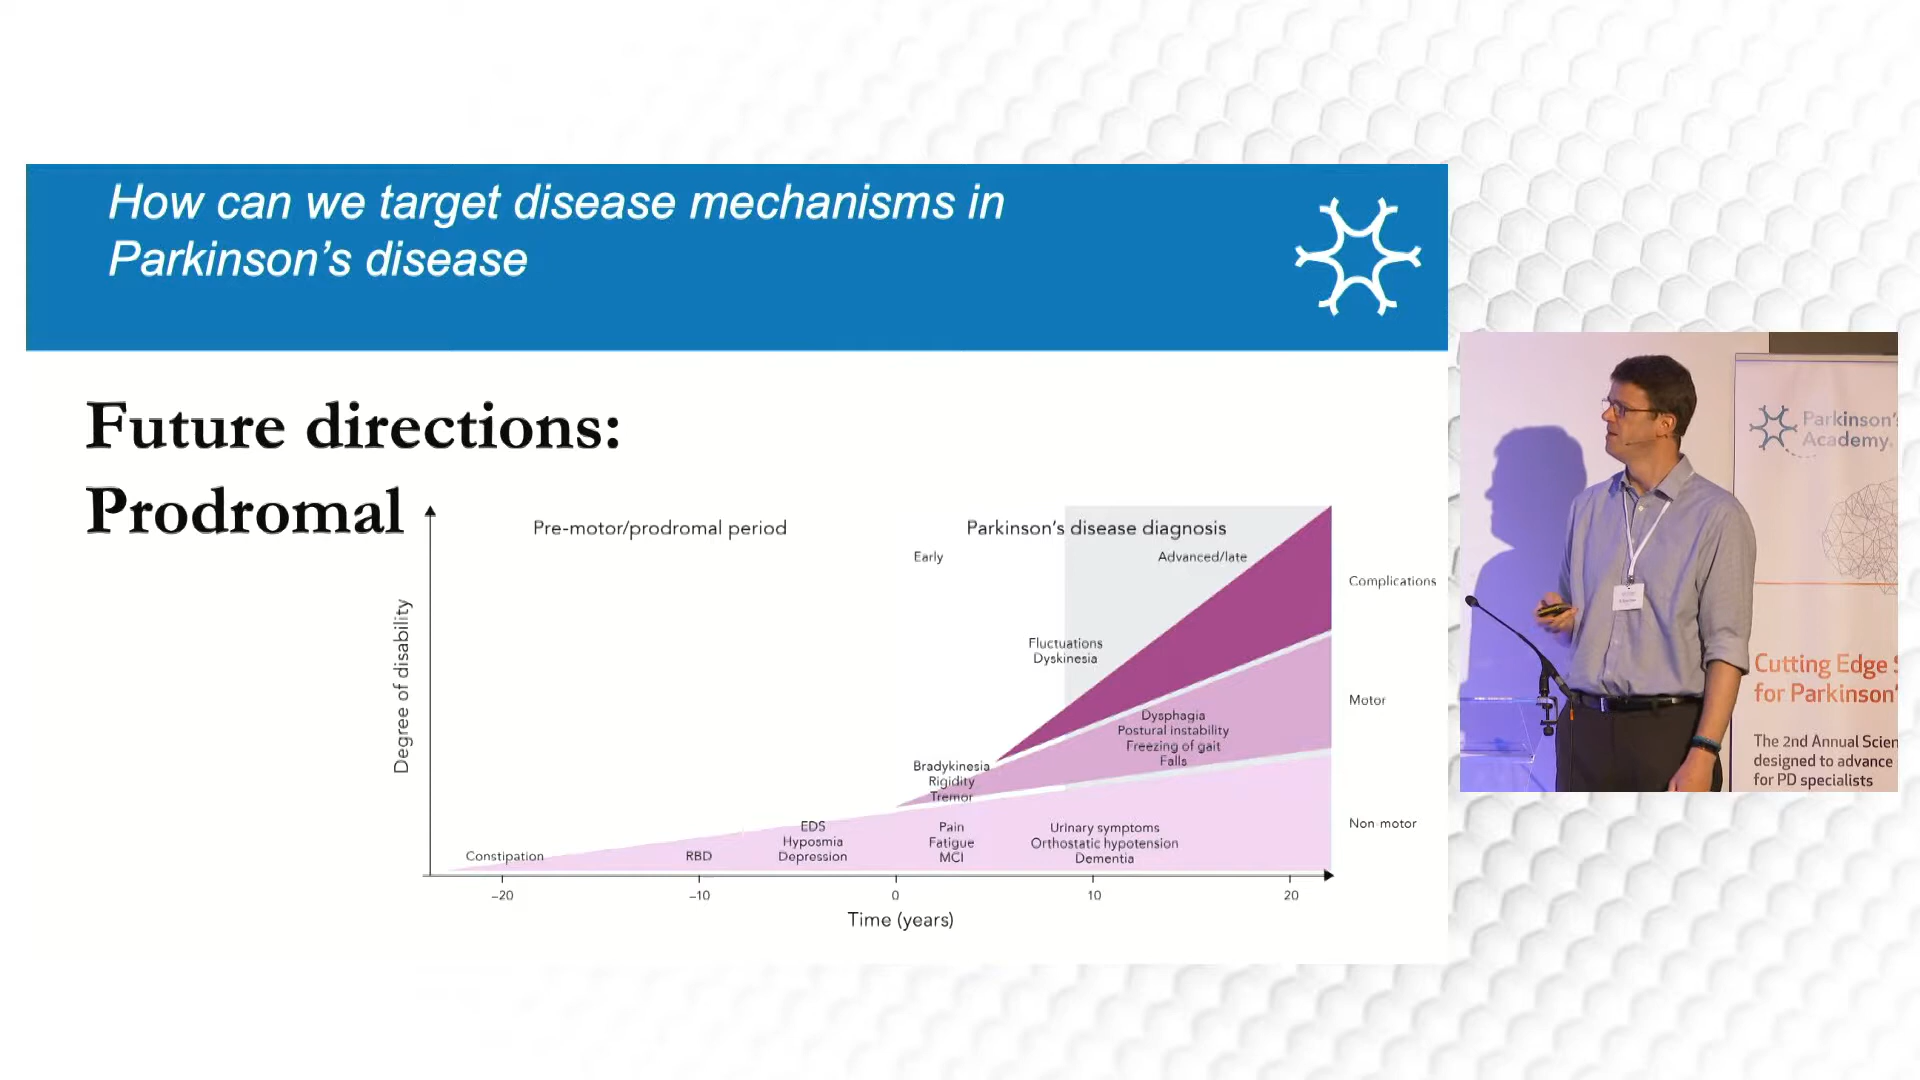 How can we target disease mechanisms in
Parkinson’s disease
Future directions:
Prodromal
Pre-motor/prodromal period
Parkinson’s disease diagnosis
Early
Advanced/late
Complications
Fluctuations
Dyskinesia
Degree of disability
Motor
Dysphagia
Postural instability
Freezing of gait
Falls
Bradykinesia
Rigidity
Tremor
Non-motor
EDS
Hyposmia
Depression
Pain
Fatigue
MCI
Urinary symptoms
Orthostatic hypotension
Dementia
Constipation
RBD
–20
–10
0
10
20
Time (years)
Parkinson’s
Academy
Cutting Edge S
for Parkinson’
The 2nd Annual Scien
designed to advance
for PD specialists